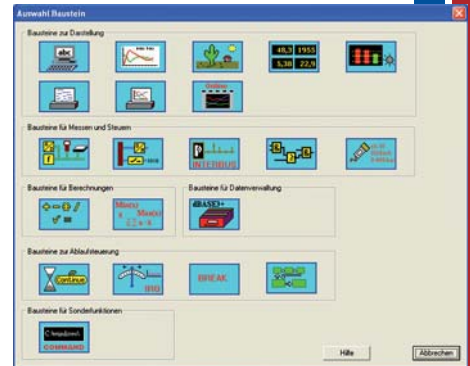 Auswahl Baustein
Bausteine zur Darstellung
abc
48,3 1955
5,38 22,9
Bausteine für Messen und Steuern
f
P
INTERBUS
Bausteine für Berechnungen
Bausteine für Datenverwaltung
Max(x)
dBASE)+
Bausteine zur Ablaufsteuerung
Continue
BREAK
Bausteine für Sonderfunktionen
COMMAND
Hilfe
Abbrechen